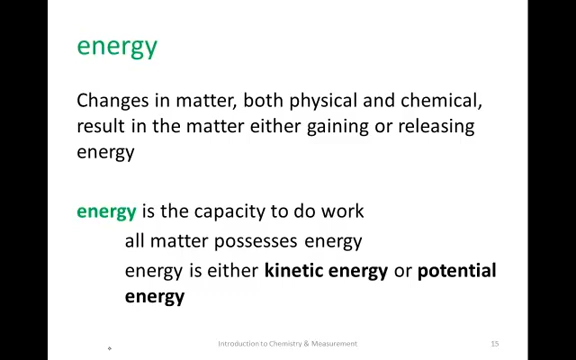 energy
Changes in matter, both physical and chemical,
result in the matter either gaining or releasing
energy
energy is the capacity to do work
all matter possesses energy
energy is either kinetic energy or potential
energy
Introduction to Chemistry & Measurement
15